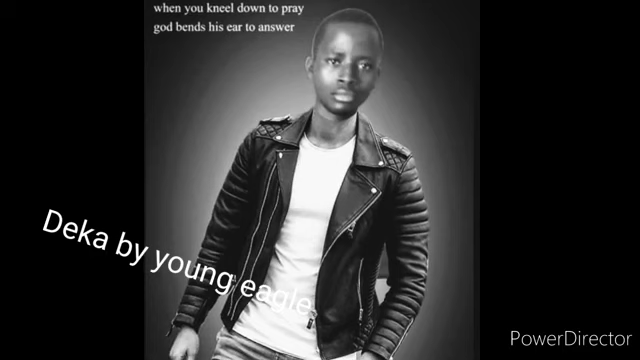 when you kneel down to pray
god bends his ear to answer
Deka by young eagle
PowerDirector